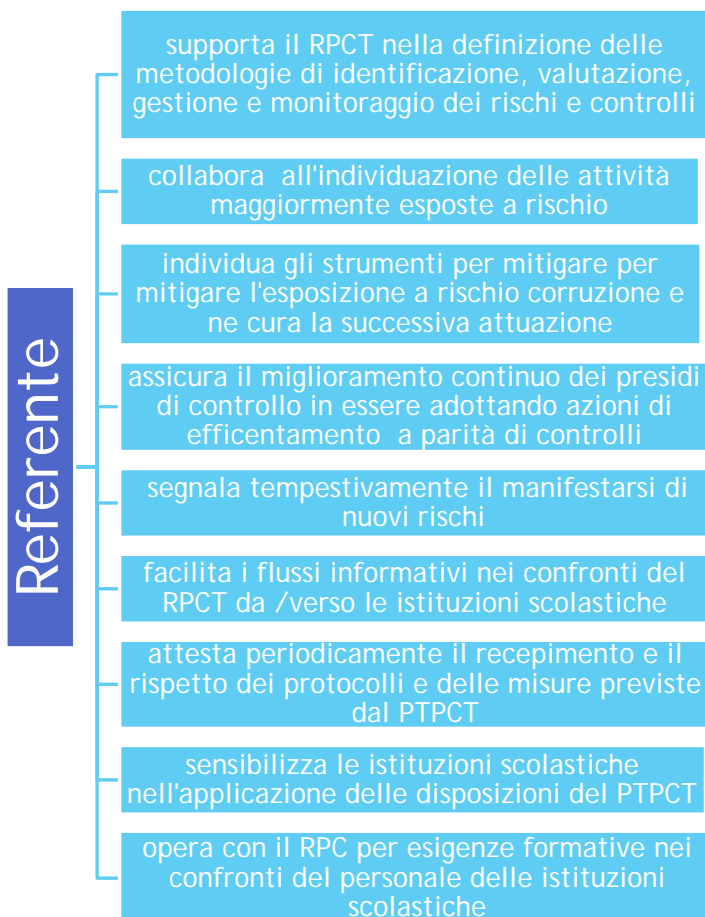 Referente
supporta il RPCT nella definizione delle
metodologie di identificazione, valutazione,
gestione e monitoraggio dei rischi e controlli
collabora all'individuazione delle attività
maggiormente esposte a rischio
individua gli strumenti per mitigare per
mitigare l'esposizione a rischio corruzione e
ne cura la successiva attuazione
assicura il miglioramento continuo dei presidi
di controllo in essere adottando azioni di
efficentamento a parità di controlli
segnala tempestivamente il manifestarsi di
nuovi rischi
facilita i flussi informativi nei confronti del
RPCT da /verso le istituzioni scolastiche
attesta periodicamente il recepimento e il
rispetto dei protocolli e delle misure previste
dal PTPCT
sensibilizza le istituzioni scolastiche
nell'applicazione delle disposizioni del PTPCT
opera con il RPC per esigenze formative nei
confronti del personale delle istituzioni
scolastiche